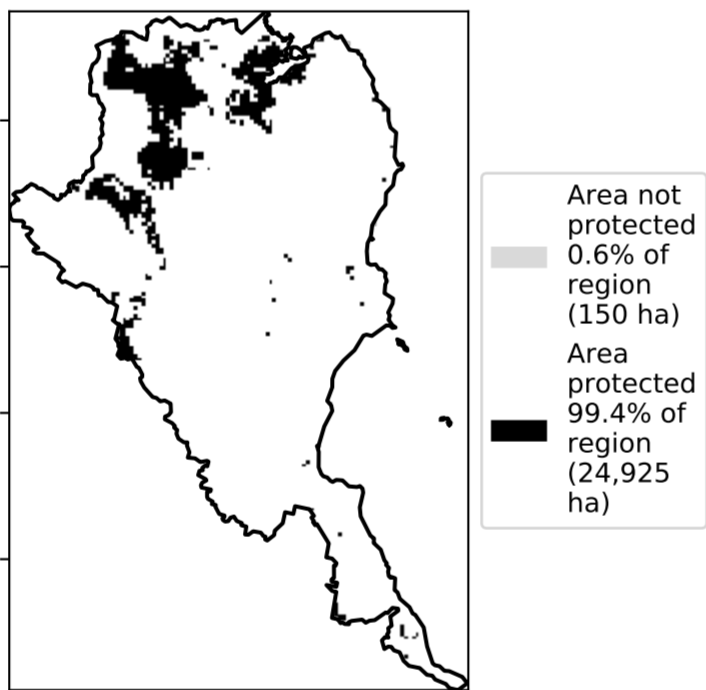 Area not
protected
0.6% of
region
(150 ha)
Area
protected
99.4% of
region
(24,925
ha)